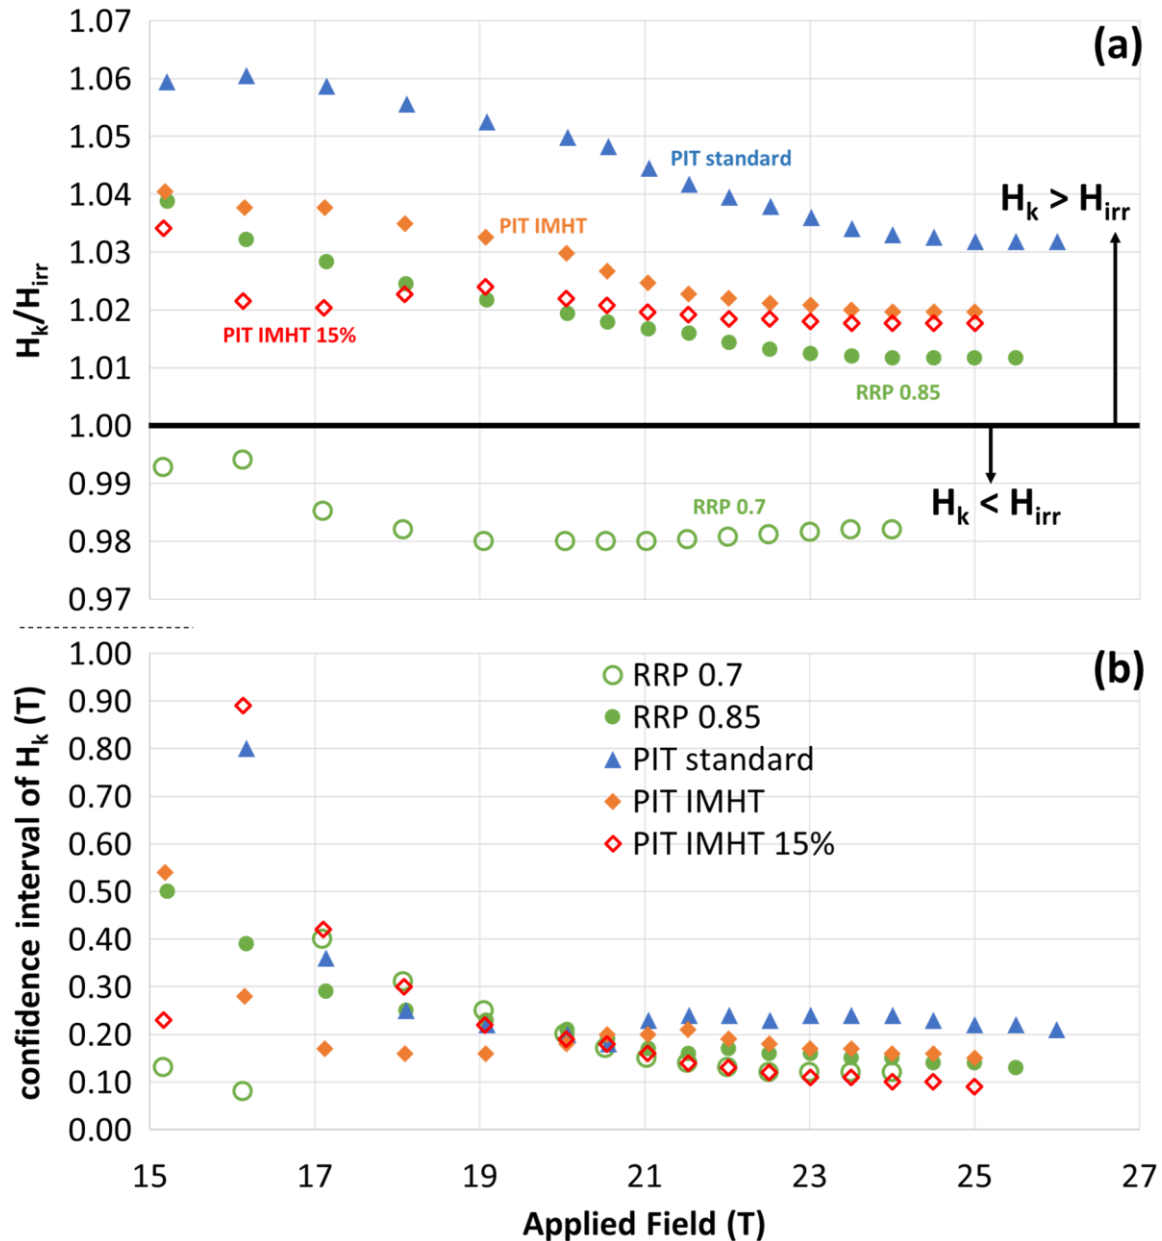 (a)
1.07
1.06
1.05
1.04
1.03
1.02
1.01
1.00
0.99
0.98
0.97
Hk/Hirr
PIT standard
Hk > Hirr
PIT IMHT
PIT IMHT 15%
RRP 0.85
RRP 0.7
Hk < Hirr
(b)
1.00
0.90
0.80
0.70
0.60
0.50
0.40
0.30
0.20
0.10
0.00
confidence interval of Hk (T)
RRP 0.7
RRP 0.85
PIT standard
PIT IMHT
PIT IMHT 15%
15 17 19 21 23 25 27
Applied Field (T)